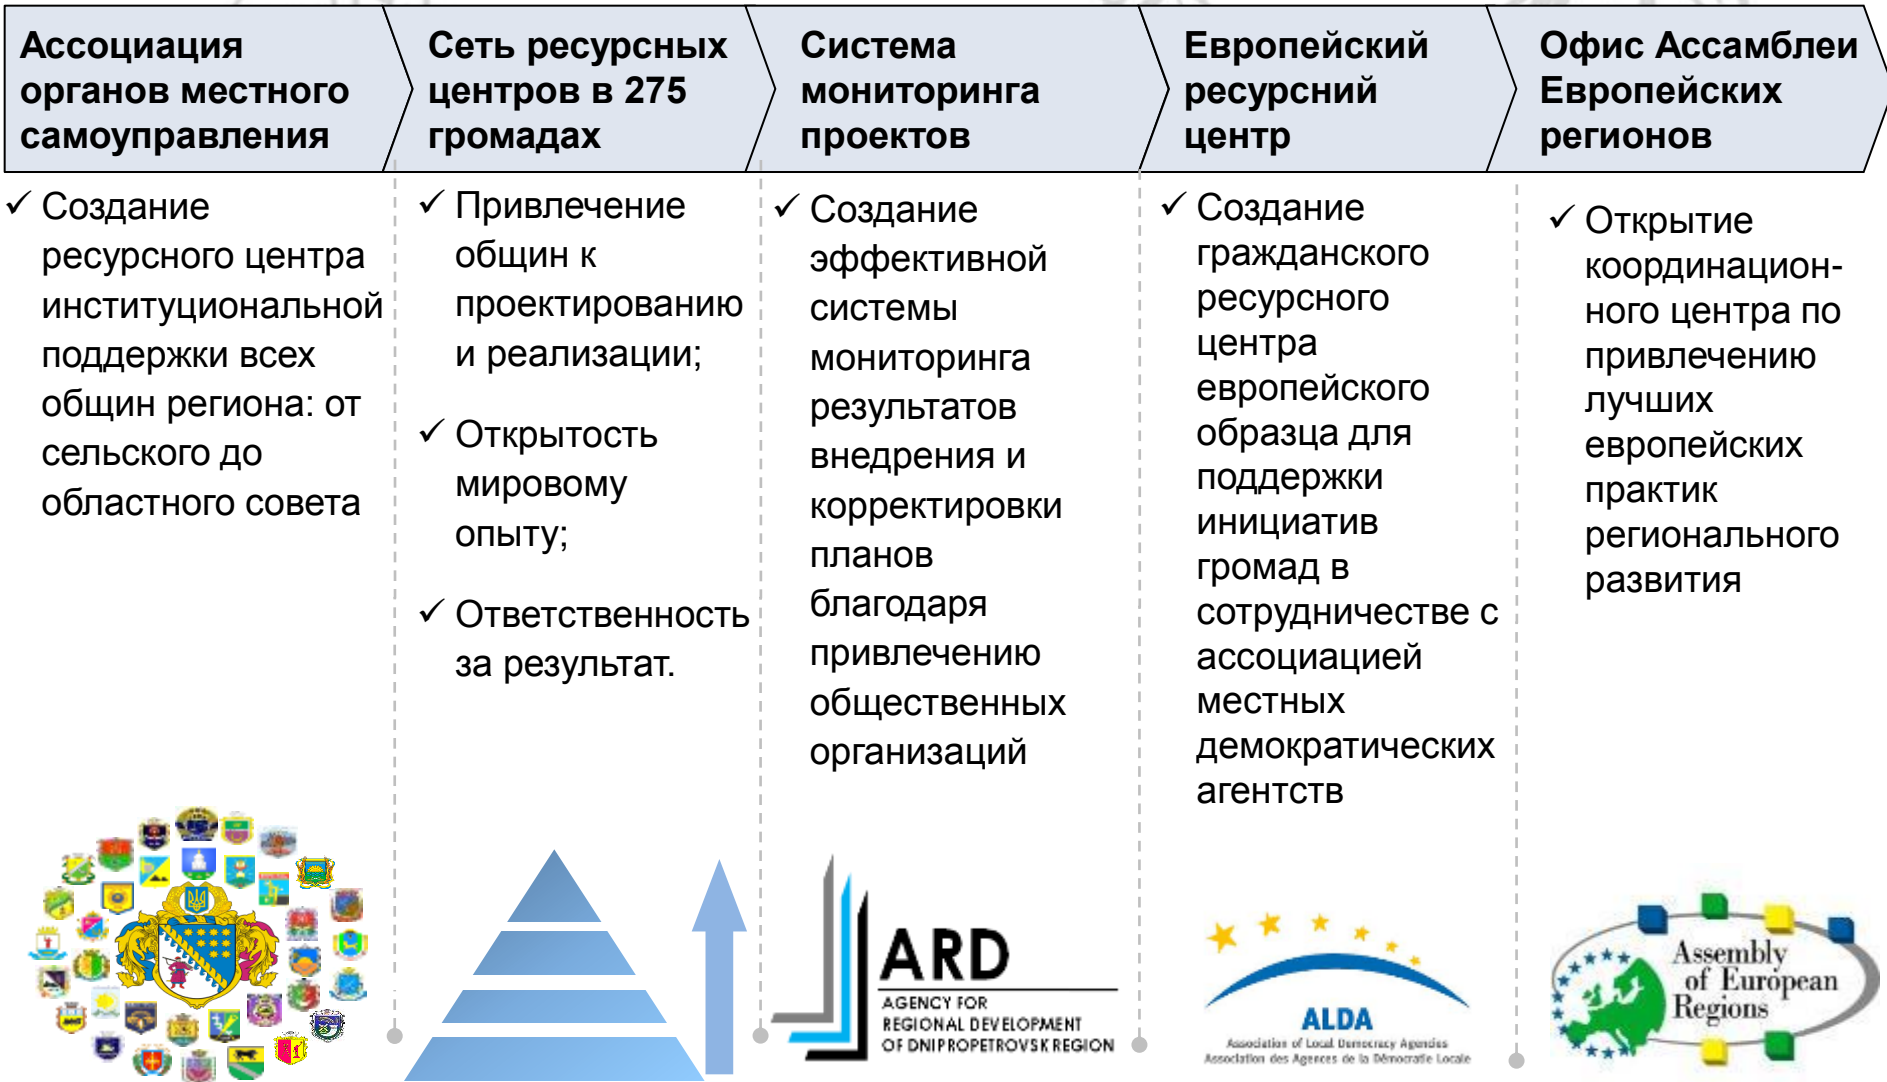 Ассоциация
органов местного
самоуправления
Сеть ресурсных
центров в 275
громадах
Система
мониторинга
проектов
Европейский
ресурсний
центр
Офис Ассамблеи
Европейских
регионов
✓ Создание
ресурсного центра
институциональной
поддержки всех
общин региона: от
сельского до
областного совета
✓ Привлечение
общин к
проектированию
и реализации;
✓ Открытость
мировому
опыту;
✓ Ответственность
за результат.
✓ Создание
эффективной
системы
мониторинга
результатов
внедрения и
корректировки
планов
благодаря
привлечению
общественных
организаций
✓ Создание
гражданского
ресурсного
центра
европейского
образца для
поддержки
инициатив
громад в
сотрудничестве с
ассоциацией
местных
демократических
агентств
✓ Открытие
координацион-
ного центра по
привлечению
лучших
европейских
практик
регионального
развития
ARD
AGENCY FOR
REGIONAL DEVELOPMENT
OF DNIPROPETROVSK REGION
ALDA
Association of Local Democracy Agencies
Association des Agences de la Démocratie Locale
Assembly
of European
Regions